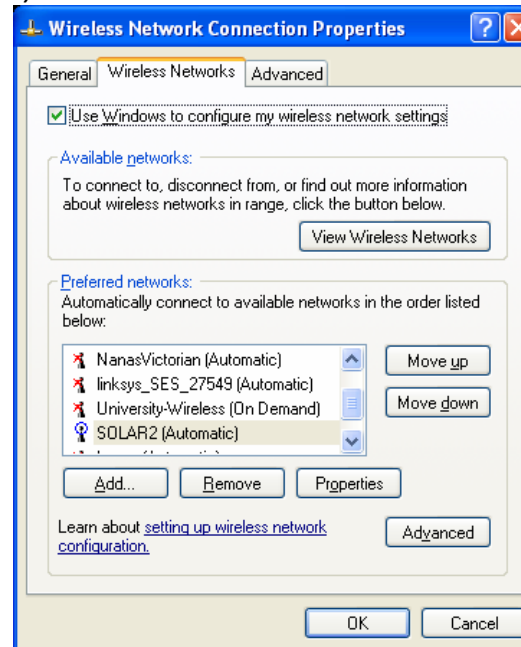 Wireless Network Connection Properties
General
Wireless Networks
Advanced
Use Windows to configure my wireless network settings
Available networks:
To connect to, disconnect from, or find out more information
about wireless networks in range, click the button below.
View Wireless Networks
Preferred networks:
Automatically connect to available networks in the order listed
below:
NanasVictorian (Automatic)
Move up
linksys_SES_27549 (Automatic)
University-Wireless (On Demand)
Move down
SOLAR2 (Automatic)
Add...
Remove
Properties
Learn about setting up wireless network
configuration.
Advanced
OK
Cancel